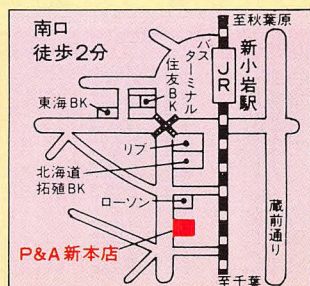 南口
徒歩2分
至秋葉原
バス
ターミナル
住友BK
JR
新小岩駅
東海BK
リブ
北海道
拓殖BK
ローソン
蔵前通り
P&A新本店
至千葉